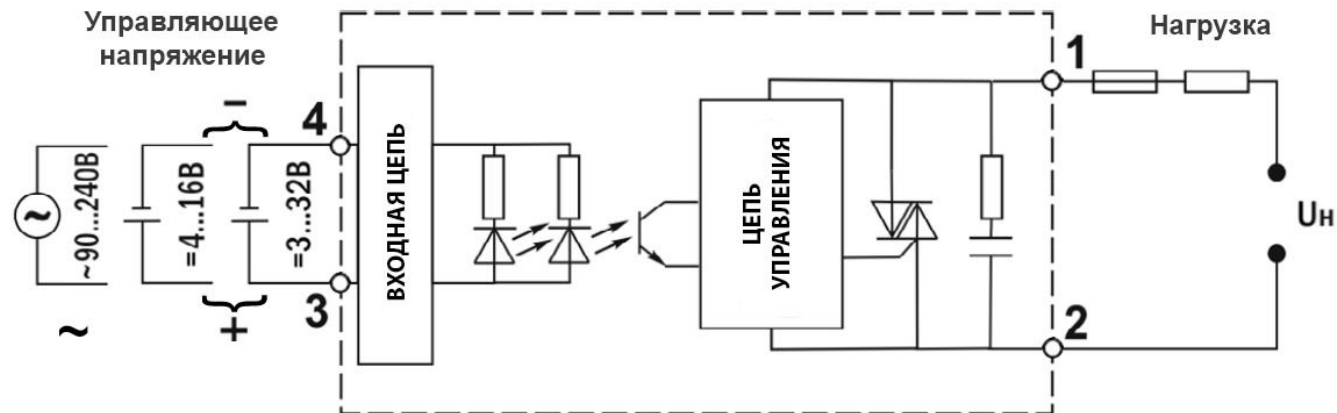 Управляющее
напряжение
Нагрузка
1
−
4
~
~90...240В
=4...16В
=3...32В
ВХОДНАЯ ЦЕПЬ
ЦЕПЬ
УПРАВЛЕНИЯ
Uн
~
+
3
2